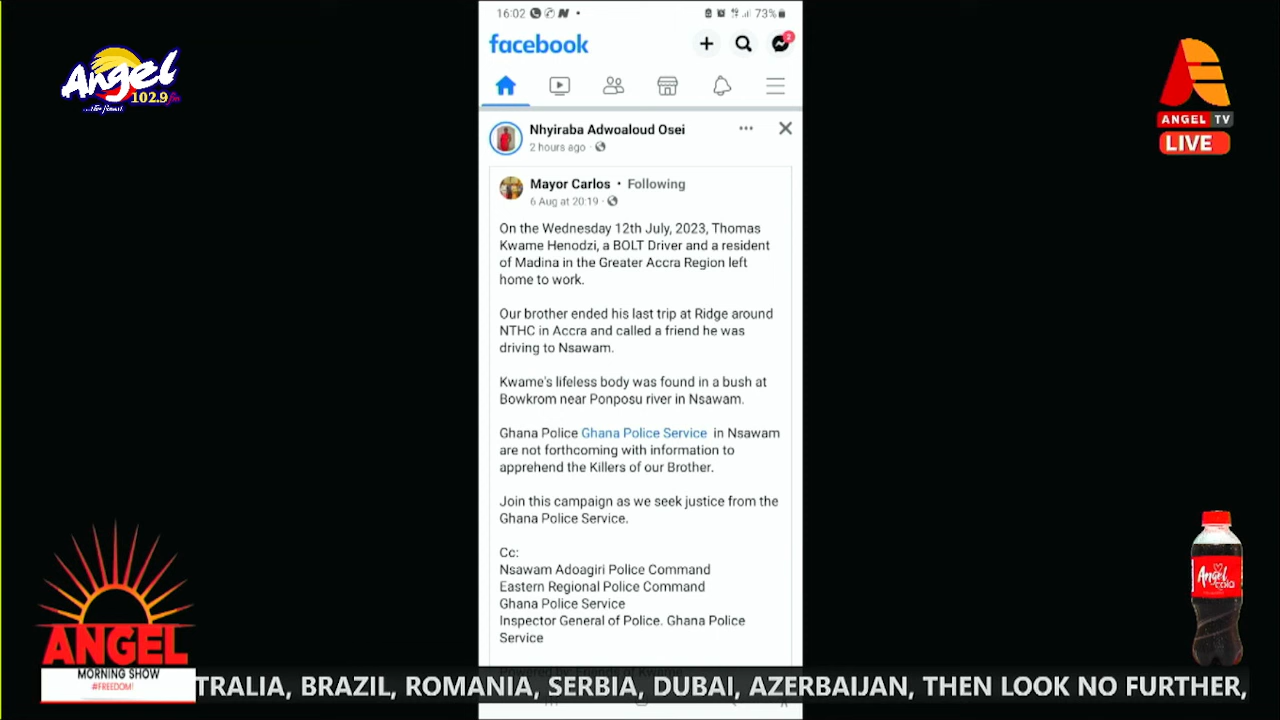 16:02
73%
facebook
2
Angel
102.9 fm
ANGEL TV
LIVE
Nhyiraba Adwoaloud Osei
2 hours ago
Mayor Carlos • Following
6 Aug at 20:19
On the Wednesday 12th July, 2023, Thomas
Kwame Henodzi, a BOLT Driver and a resident
of Madina in the Greater Accra Region left
home to work.
Our brother ended his last trip at Ridge around
NTHC in Accra and called a friend he was
driving to Nsawam.
Kwame's lifeless body was found in a bush at
Bowkrom near Ponposu river in Nsawam.
Ghana Police Ghana Police Service in Nsawam
are not forthcoming with information to
apprehend the Killers of our Brother.
Join this campaign as we seek justice from the
Ghana Police Service.
Cc:
Nsawam Adoagiri Police Command
Eastern Regional Police Command
Ghana Police Service
Inspector General of Police. Ghana Police
Service
ANGEL
MORNING SHOW
#FREEDOM!
Angel
cola
TRALIA, BRAZIL, ROMANIA, SERBIA, DUBAI, AZERBAIJAN, THEN LOOK NO FURTHER,